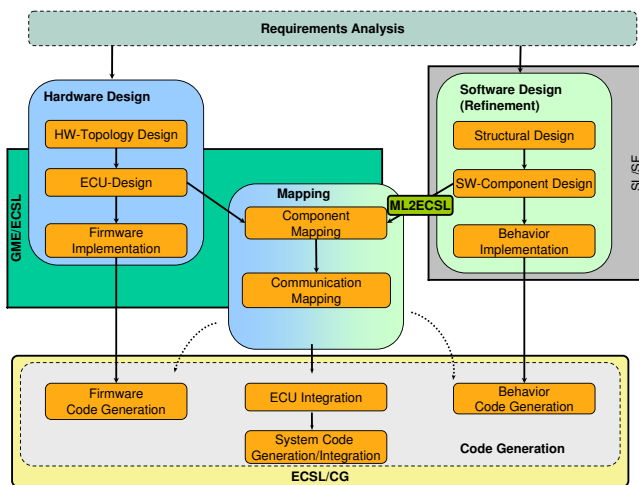 Requirements Analysis
Hardware Design
HW-Topology Design
ECU-Design
Firmware
Implementation
GME/ECSL
Mapping
Component
Mapping
Communication
Mapping
ML2ECSL
Software Design
(Refinement)
Structural Design
SW-Component Design
Behavior
Implementation
SL/SF
Firmware
Code Generation
ECU Integration
System Code
Generation/Integration
Behavior
Code Generation
Code Generation
ECSL/CG